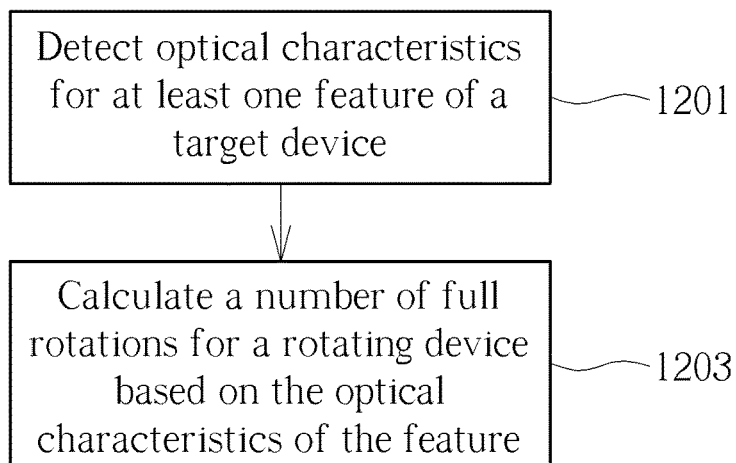 Detect optical characteristics
for at least one feature of a
target device
1201
Calculate a number of full
rotations for a rotating device
based on the optical
characteristics of the feature
1203